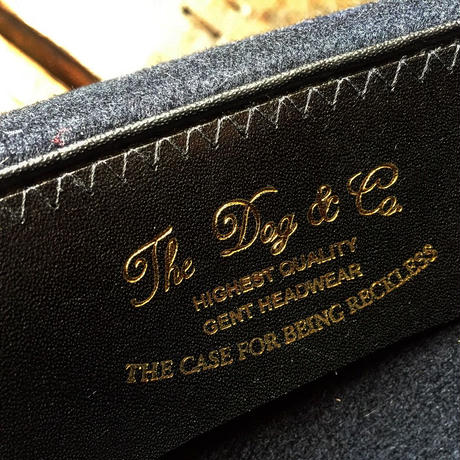 The Dog & Co.
HIGHEST QUALITY
GENT HEADWEAR
THE CASE FOR BEING RECKLESS